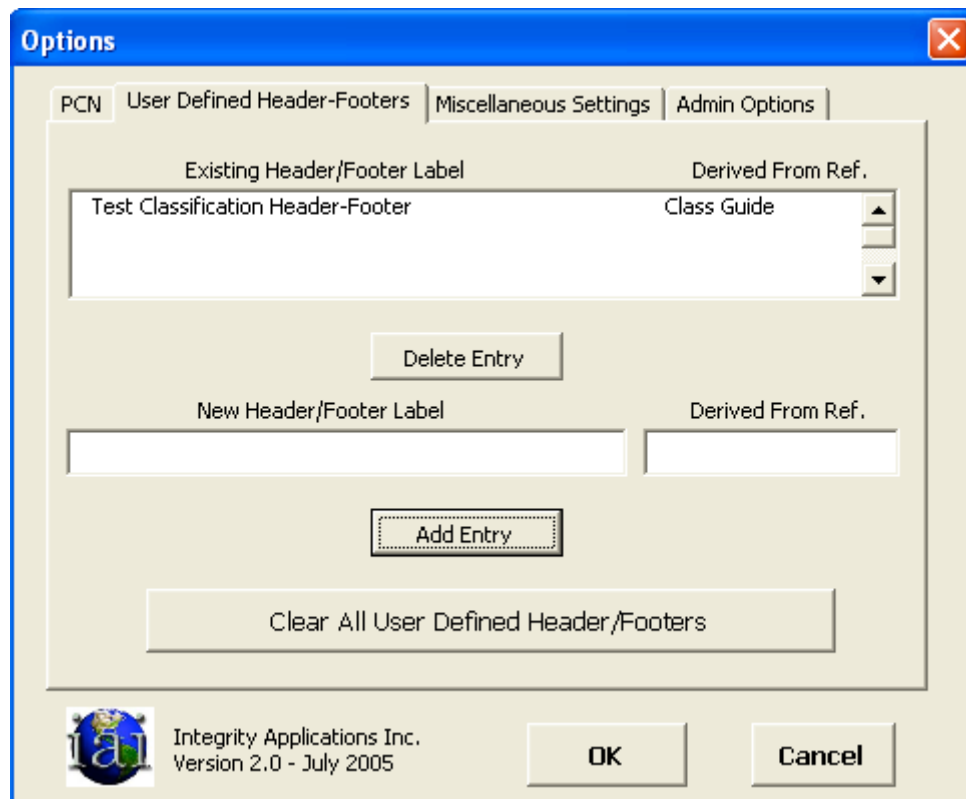 Options
PCN User Defined Header-Footers Miscellaneous Settings Admin Options
Existing Header/Footer Label Derived From Ref.
Test Classification Header-Footer Class Guide
Delete Entry
New Header/Footer Label Derived From Ref.
Add Entry
Clear All User Defined Header/Footers
iai
Integrity Applications Inc.
Version 2.0 - July 2005
OK Cancel